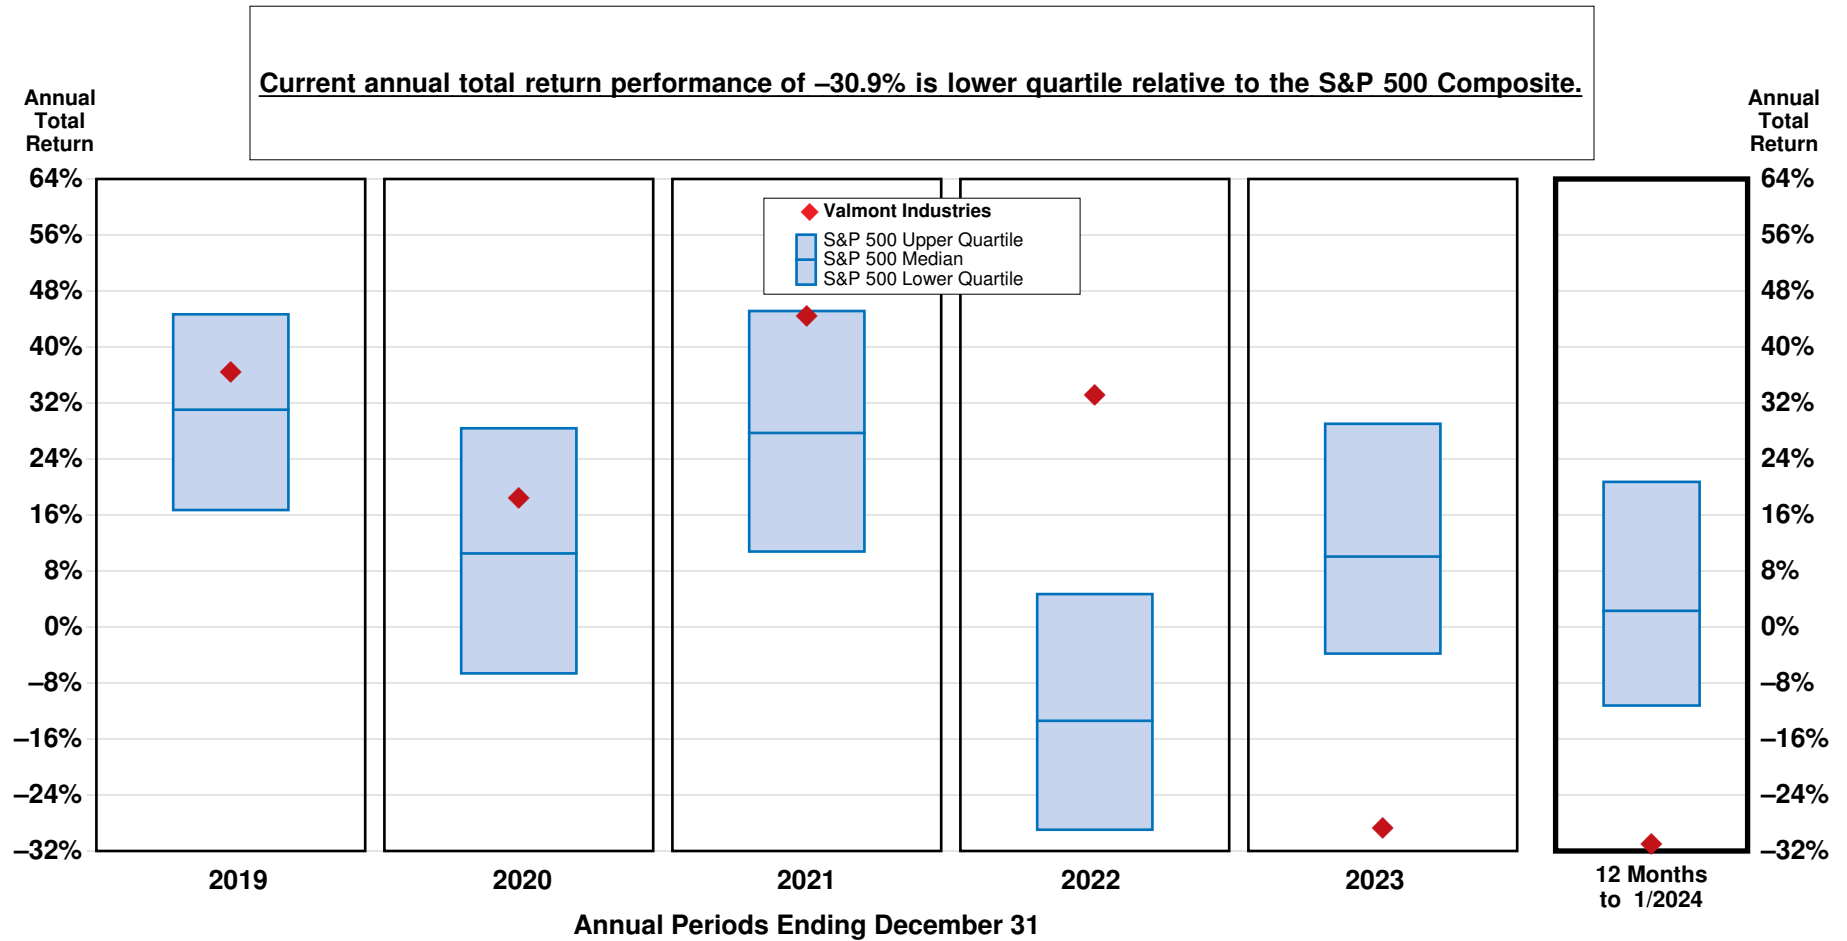 Current annual total return performance of –30.9% is lower quartile relative to the S&P 500 Composite.
Annual
Total
Return
Annual
Total
Return
64%
56%
48%
40%
32%
24%
16%
8%
0%
–8%
–16%
–24%
–32%
Valmont Industries
S&P 500 Upper Quartile
S&P 500 Median
S&P 500 Lower Quartile
64%
56%
48%
40%
32%
24%
16%
8%
0%
–8%
–16%
–24%
–32%
2019
2020
2021
2022
2023
12 Months
to 1/2024
Annual Periods Ending December 31